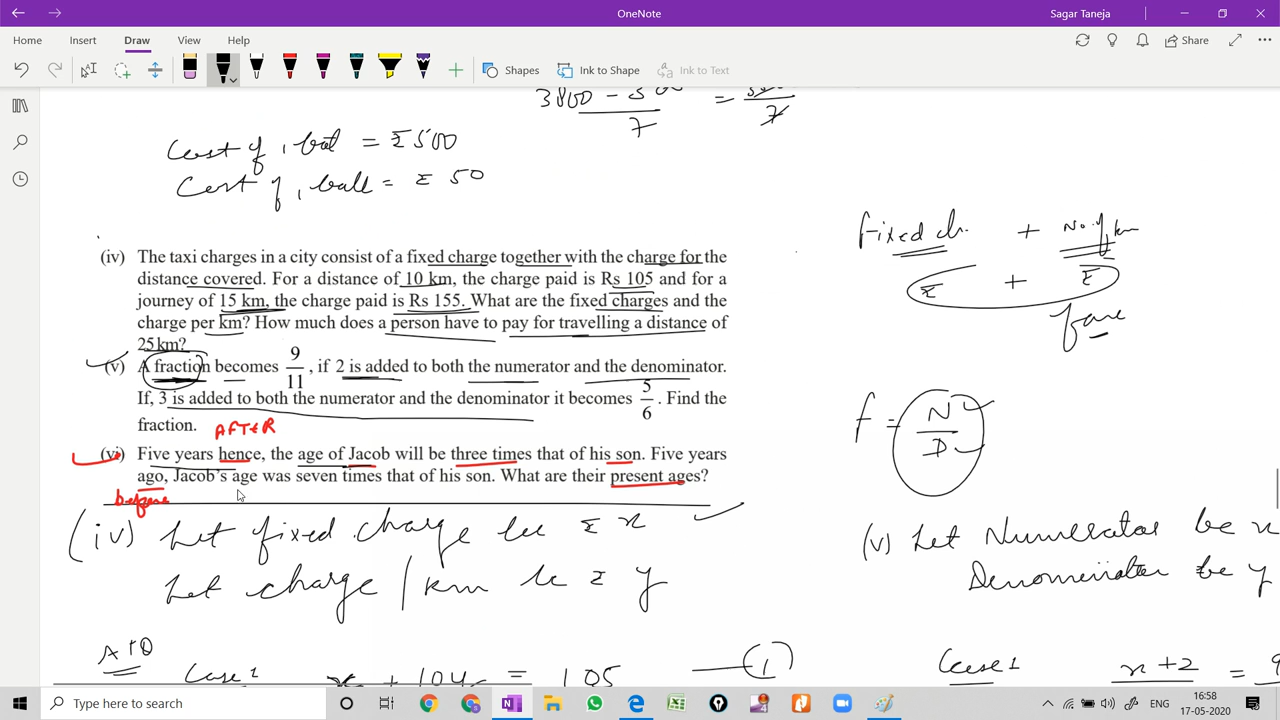 OneNote
Sagar Taneja
Home Insert Draw View Help
Share
Shapes Ink to Shape Ink to Text
3800 - 
7 = 7
Cost of 1 bat = ₹500
Cost of 1 ball = ₹ 50
(iv) The taxi charges in a city consist of a fixed charge together with the charge for the
distance covered. For a distance of 10 km, the charge paid is Rs 105 and for a
journey of 15 km, the charge paid is Rs 155. What are the fixed charges and the
charge per km? How much does a person have to pay for travelling a distance of
25 km?
(v) A fraction becomes 9/11, if 2 is added to both the numerator and the denominator.
If, 3 is added to both the numerator and the denominator it becomes 5/6. Find the
fraction.
AFTER
(vi) Five years hence, the age of Jacob will be three times that of his son. Five years
ago, Jacob's age was seven times that of his son. What are their present ages?
before
Fixed ch. + No. of km
₹ + ₹
fare
f = N/D
(iv) Let fixed charge be ₹ x
Let charge / km be ₹ y
(v) Let Numerator be x
Denominator be y
ATQ
Case 1 x + 10y = 105 — (1)
Case 1 x+2 = 9
Type here to search
ENG
16:58
17-05-2020